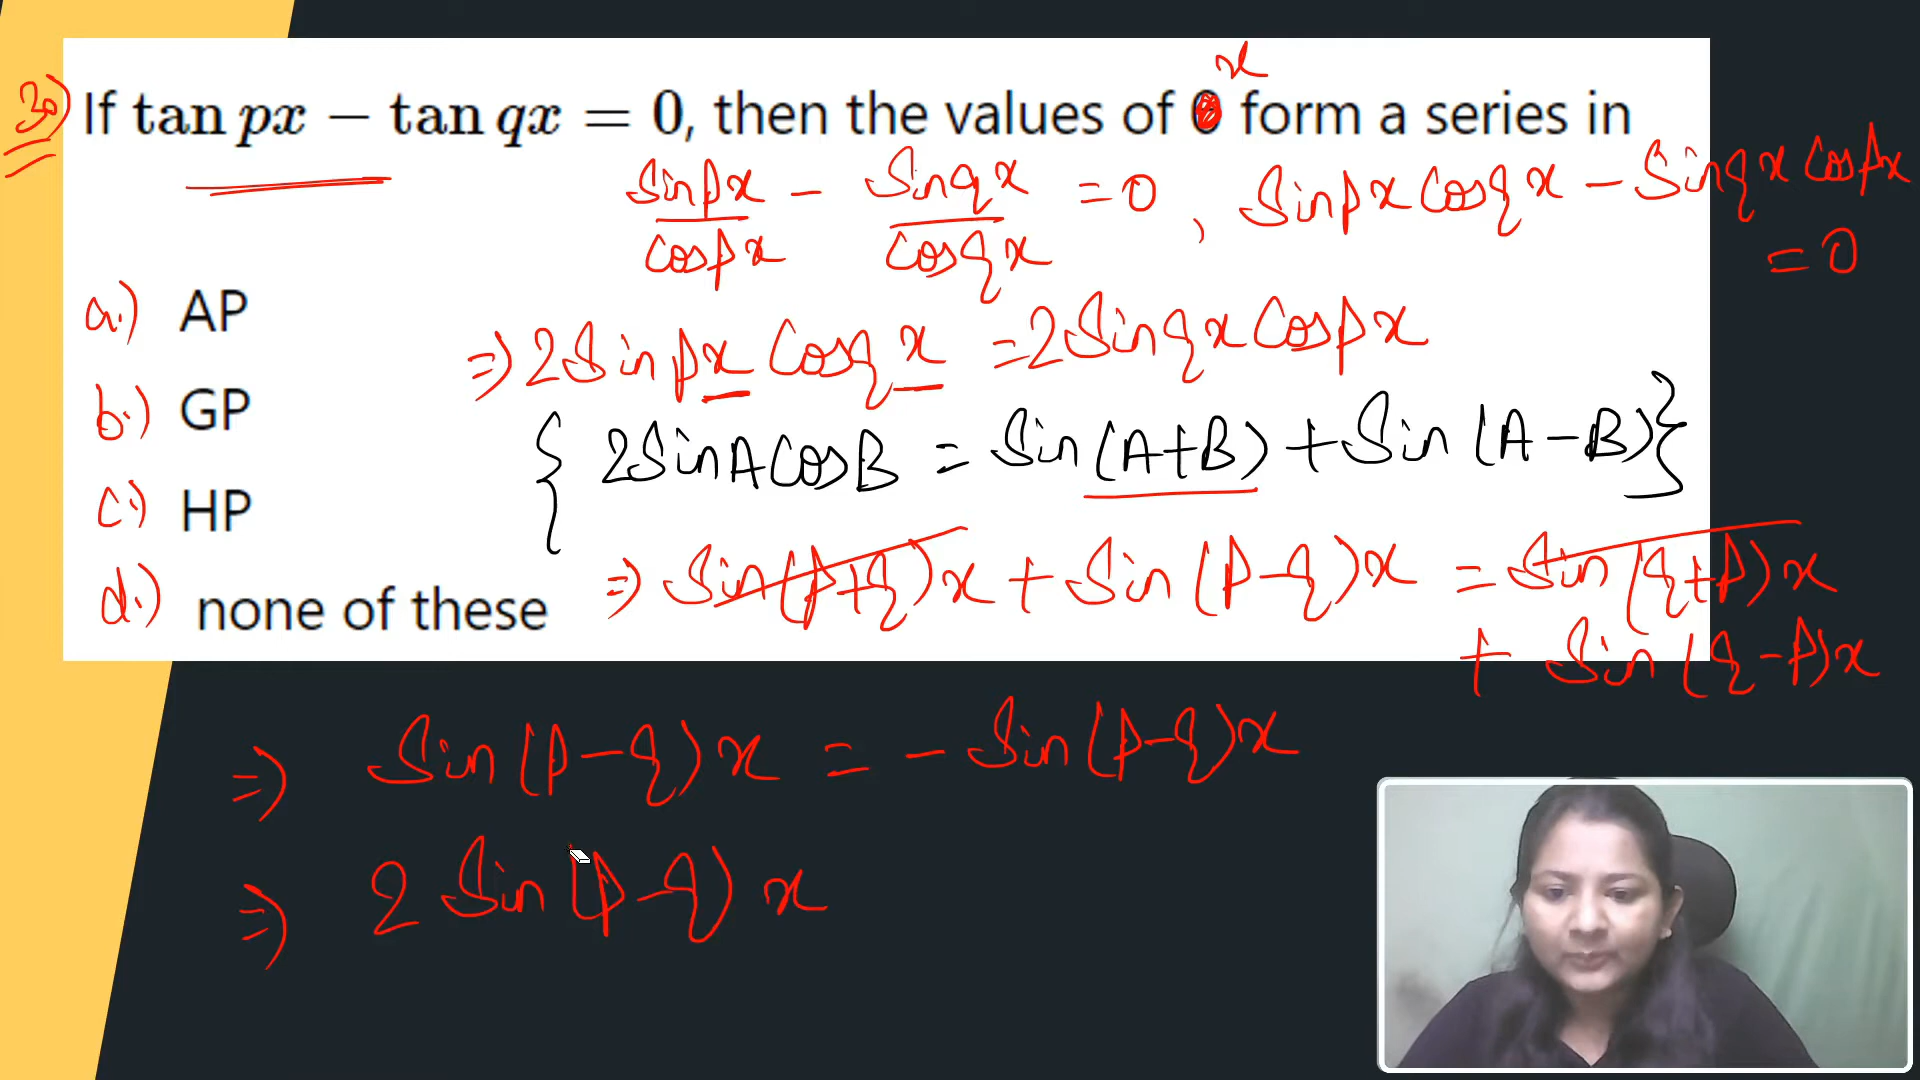 30) If tan px − tan qx = 0, then the values of θ x form a series in
Sinpx/Cospx − Sinqx/Cosqx = 0 , Sinpx Cosqx − Sinqx Cospx = 0
a.) AP
⇒ 2Sinpx Cosqx = 2Sinqx Cospx
b.) GP
{ 2SinACosB = Sin(A+B) + Sin(A−B) }
c.) HP
d.) none of these
⇒ Sin(p+q)x + Sin(p−q)x = Sin(q+p)x
+ Sin(q−p)x
⇒ Sin(p−q)x = − Sin(p−q)x
⇒ 2 Sin(p−q)x